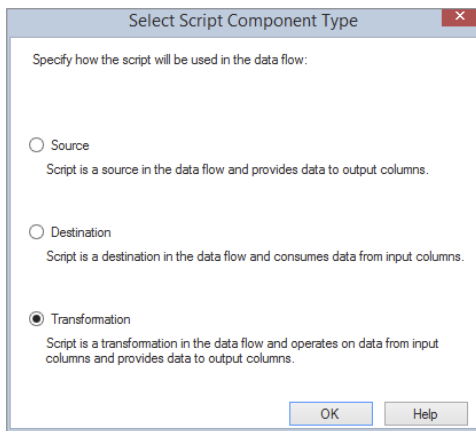 Select Script Component Type
Specify how the script will be used in the data flow:
Source
Script is a source in the data flow and provides data to output columns.
Destination
Script is a destination in the data flow and consumes data from input columns.
Transformation
Script is a transformation in the data flow and operates on data from input
columns and provides data to output columns.
OK
Help